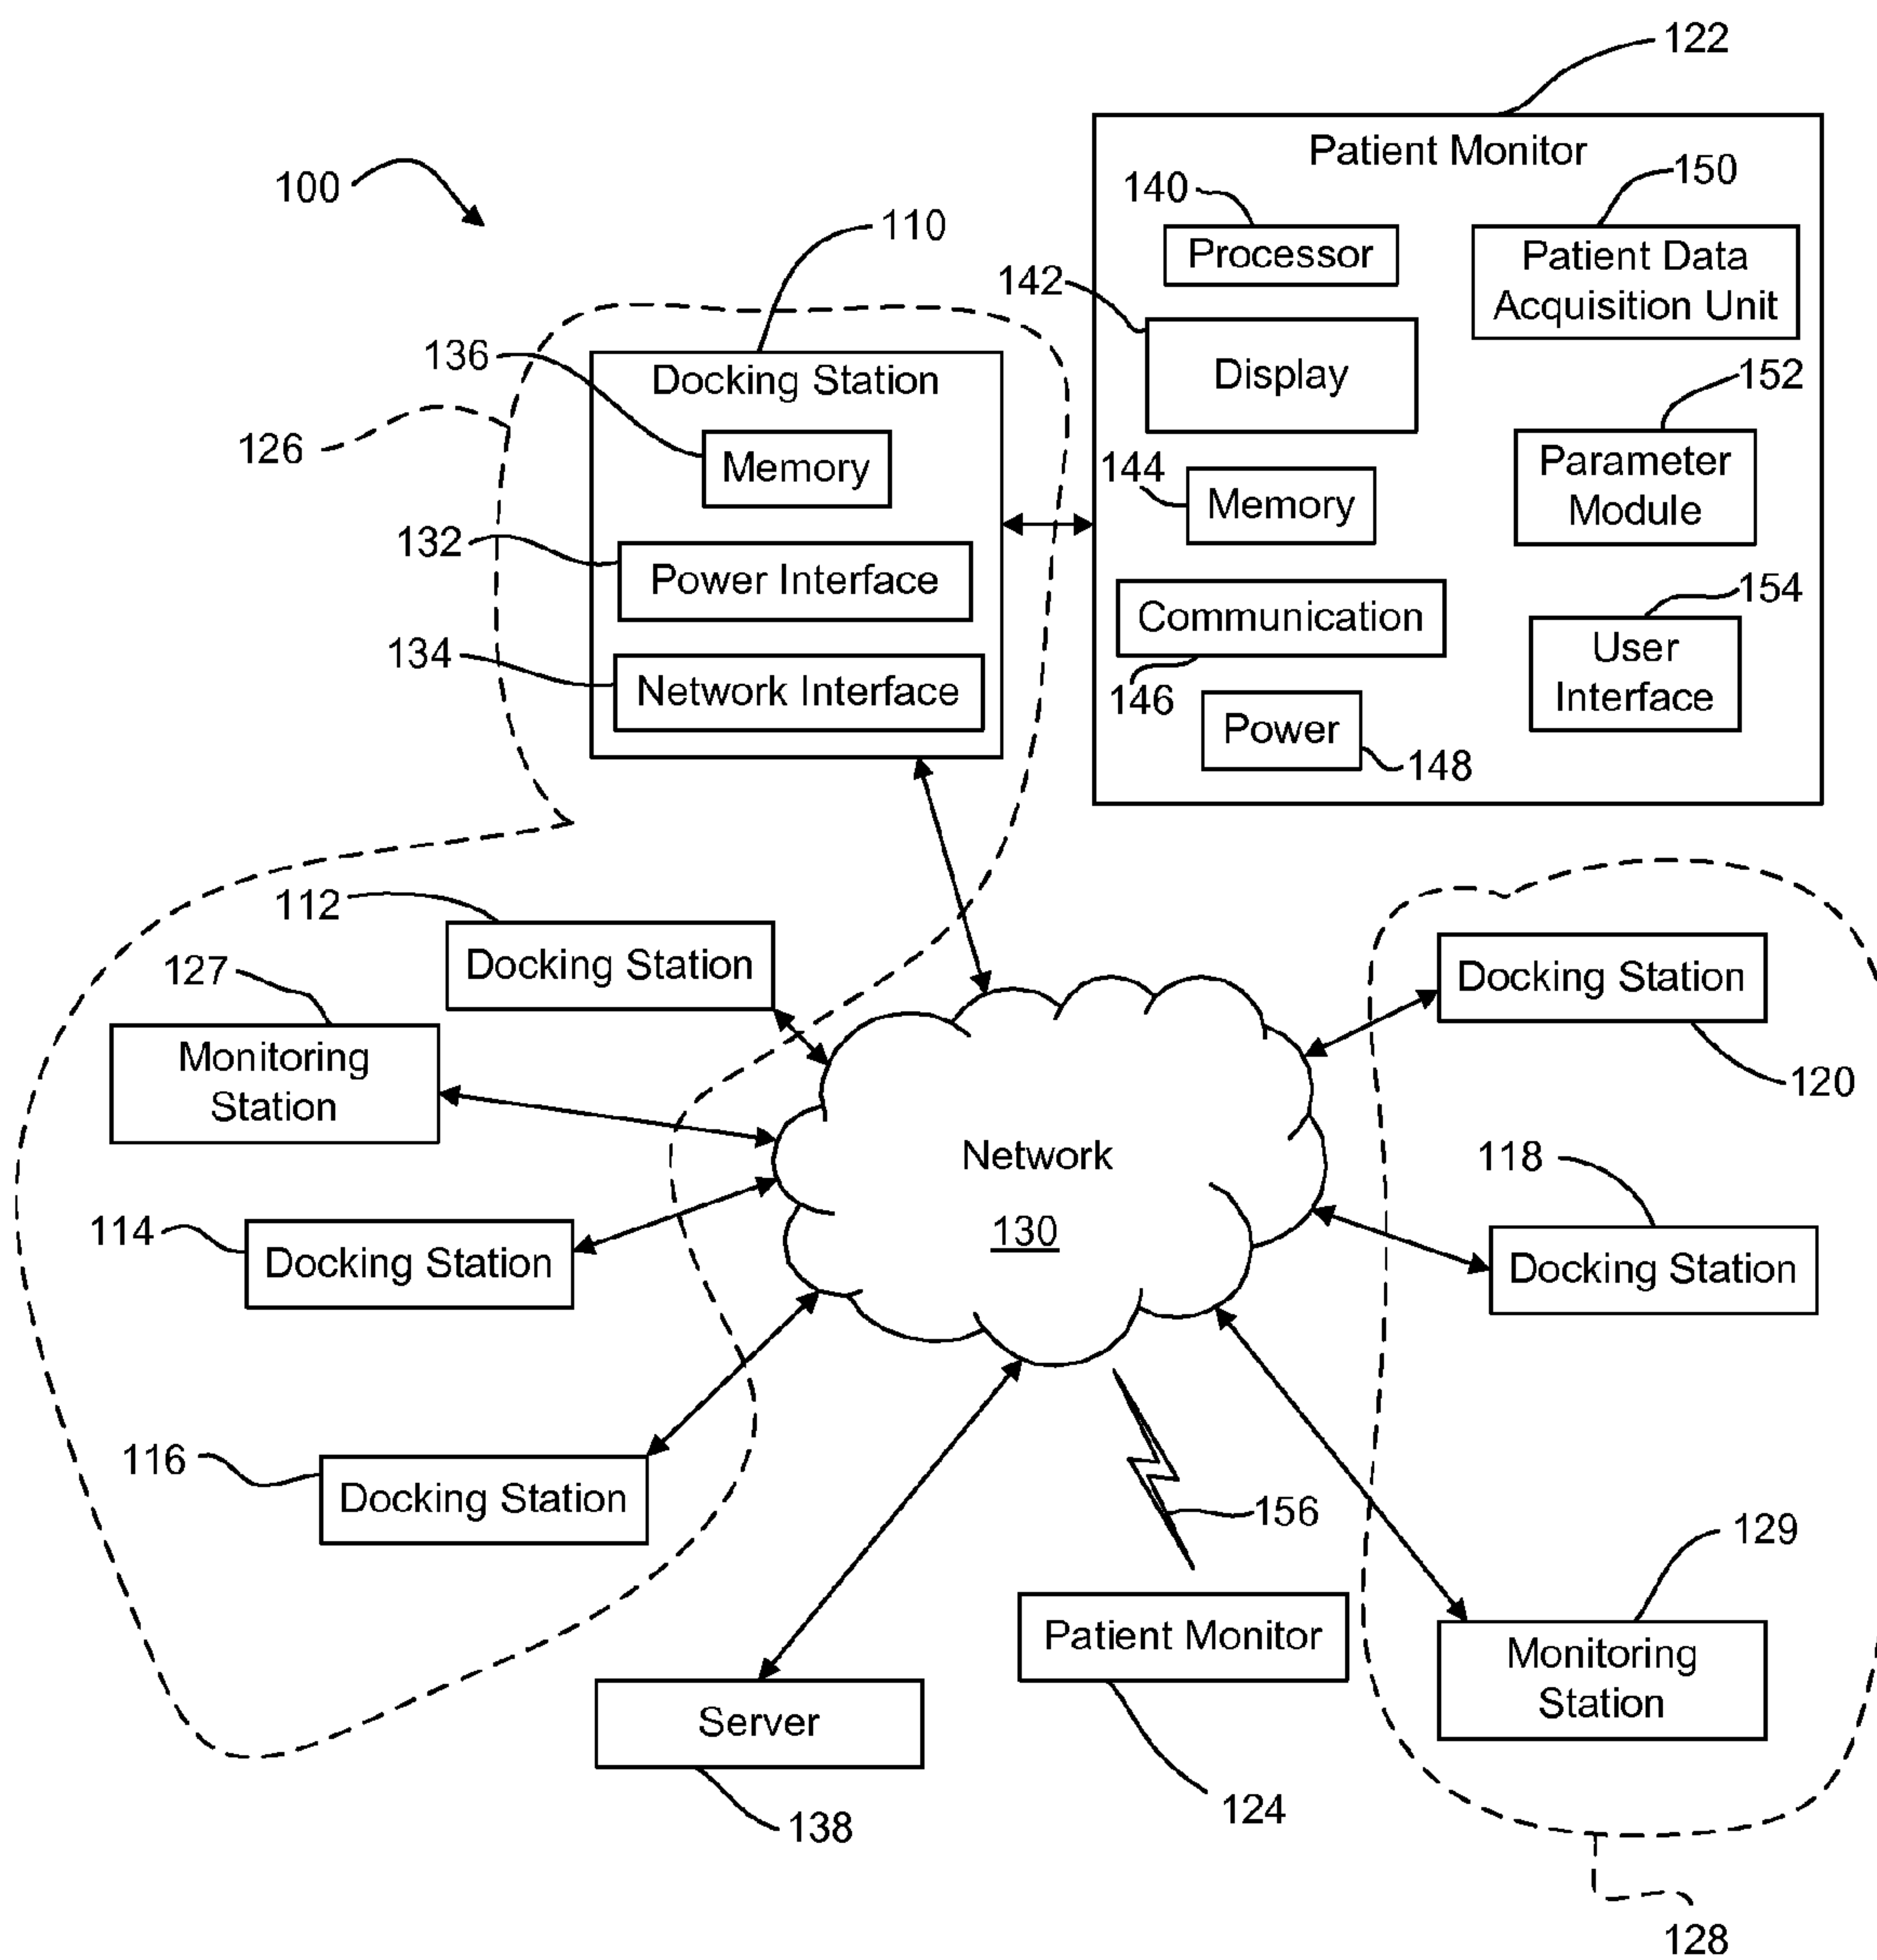 122
Patient Monitor
140
150
100
Processor
Patient Data
Acquisition Unit
110
142
136
Docking Station
Display
152
126
Memory
144
Memory
Parameter
Module
132
Power Interface
Communication
154
134
Network Interface
146
User
Interface
Power
148
112
Docking Station
127
Monitoring
Station
Docking Station
120
Network
130
118
114
Docking Station
Docking Station
116
Docking Station
156
129
Patient Monitor
Monitoring
Station
Server
124
138
128